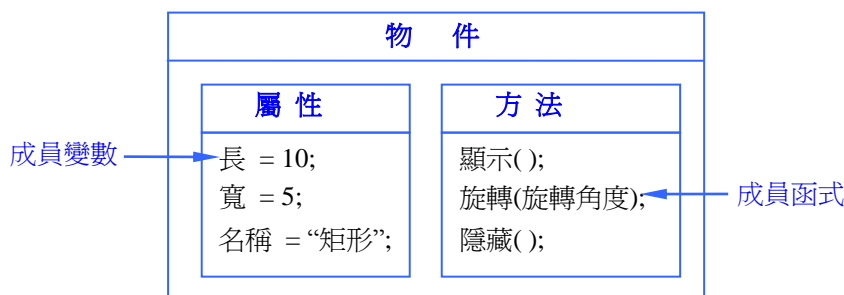 物 件
屬 性
方 法
成員變數
長 = 10;
寬 = 5;
名稱 = “矩形”;
顯示( );
旋轉(旋轉角度);
隱藏( );
成員函式